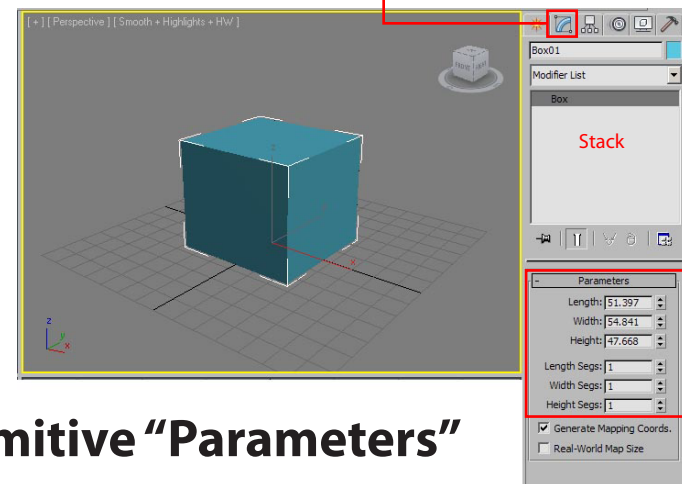 [ + ] [ Perspective ] [ Smooth + Highlights + HW ]
Box01
Modifier List
Box
Stack
z
x
z
y
x
- Parameters
Length: 51.397
Width: 54.841
Height: 47.668
Length Segs: 1
Width Segs: 1
Height Segs: 1
Generate Mapping Coords.
Real-World Map Size
mitive “Parameters”